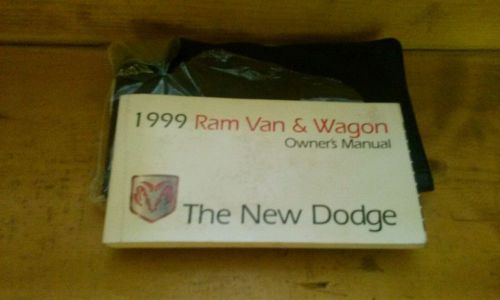 1999 Ram Van & Wagon
Owner's Manual
The New Dodge